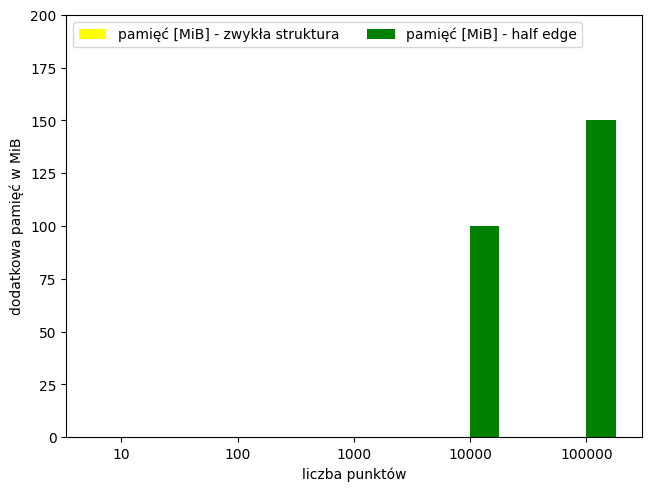 pamięć [MiB] - zwykła struktura
pamięć [MiB] - half edge
dodatkowa pamięć w MiB
200
175
150
125
100
75
50
25
0
10 100 1000 10000 100000
liczba punktów